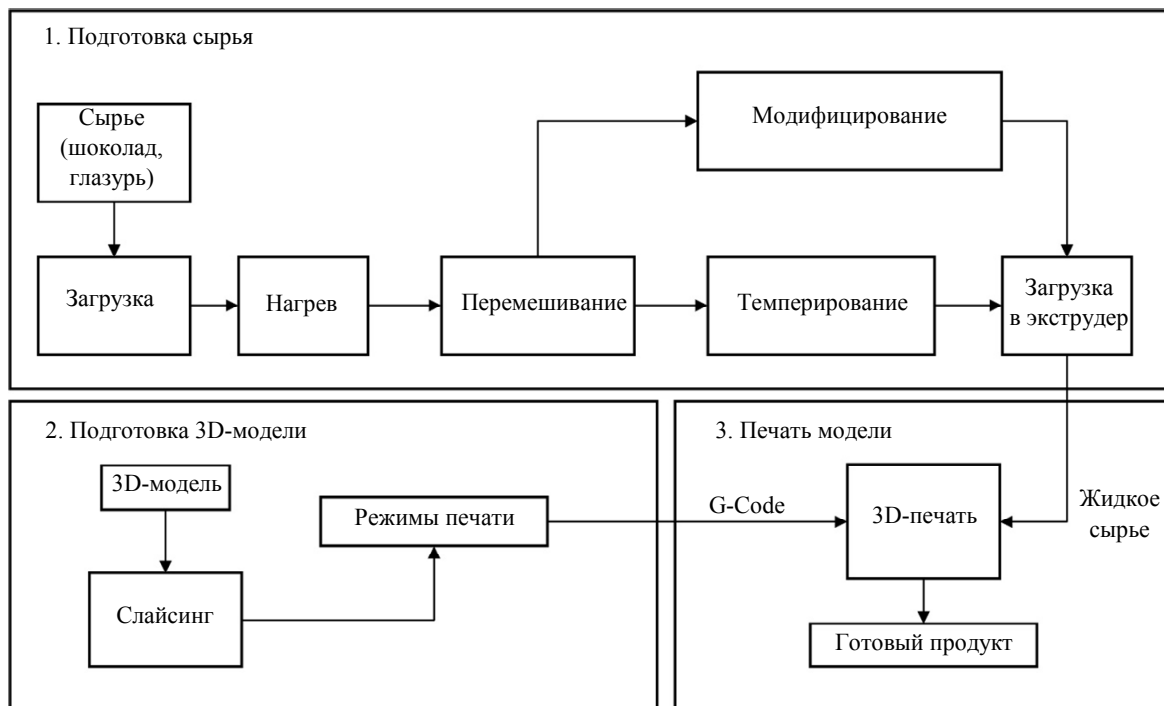 1. Подготовка сырья
Сырье
(шоколад,
глазурь)
Модифицирование
Загрузка
Нагрев
Перемешивание
Темперирование
Загрузка
в экструдер
2. Подготовка 3D-модели
3D-модель
Слайсинг
Режимы печати
3. Печать модели
G-Code
3D-печать
Жидкое
сырье
Готовый продукт